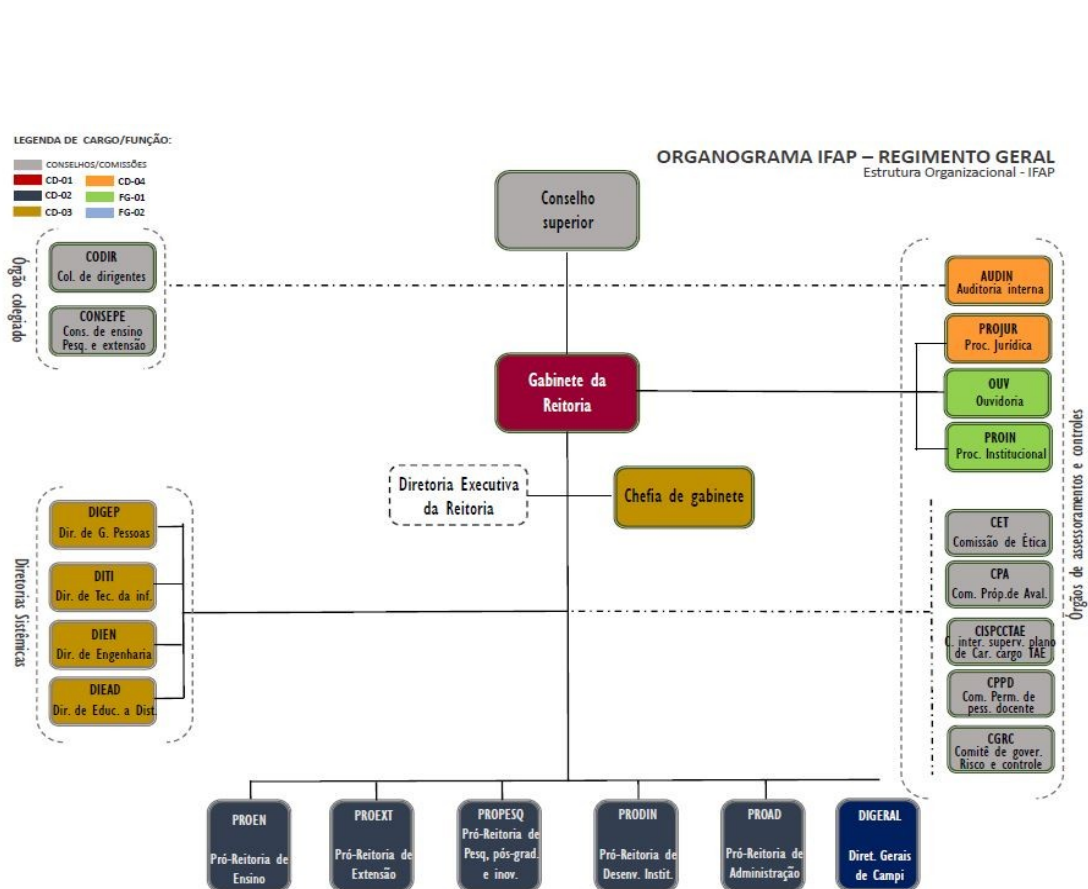 LEGENDA DE CARGO/FUNÇÃO:
CONSELHOS/COMISSÕES
CD-01
CD-04
CD-02
FG-01
CD-03
FG-02
ORGANOGRAMA IFAP – REGIMENTO GERAL
Estrutura Organizacional - IFAP
Conselho
superior
Órgão colegiado
CODIR
Col. de dirigentes
CONSEPE
Cons. de ensino
Pesq. e extensão
AUDIN
Auditoria interna
PROJUR
Proc. Jurídica
OUV
Ouvidoria
PROIN
Proc. Institucional
Gabinete da
Reitoria
Diretoria Executiva
da Reitoria
Chefia de gabinete
Órgãos de assessoramentos e controles
Diretorias Sistêmicas
DIGEP
Dir. de G. Pessoas
DITI
Dir. de Tec. da inf.
DIEN
Dir. de Engenharia
DIEAD
Dir. de Educ. a Dist.
CET
Comissão de Ética
CPA
Com. Próp.de Aval.
CISPCCTAE
C. inter. superv. plano
de Car. cargo TAE
CPPD
Com. Perm. de
pess. docente
CGRC
Comitê de gover.
Risco e controle
PROEN
Pró-Reitoria de
Ensino
PROEXT
Pró-Reitoria de
Extensão
PROPESQ
Pró-Reitoria de
Pesq, pós-grad.
e inov.
PRODIN
Pró-Reitoria de
Desenv. Instit.
PROAD
Pró-Reitoria de
Administração
DIGERAL
Diret. Gerais
de Campi